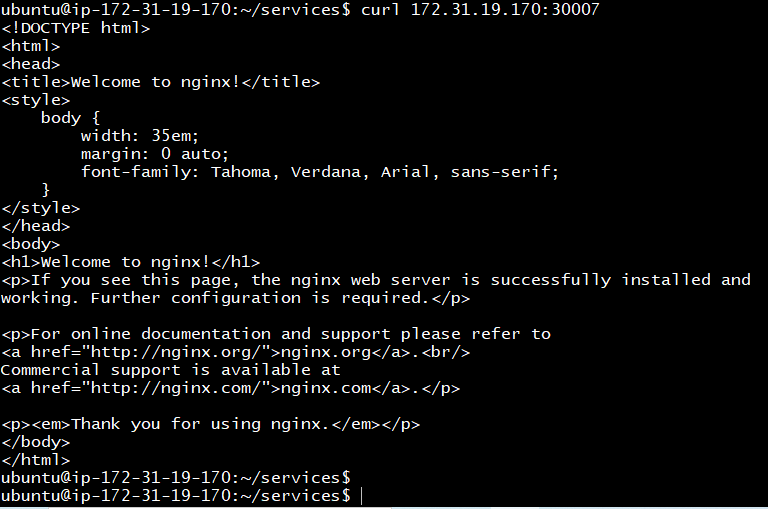 ubuntu@ip-172-31-19-170:~/services$ curl 172.31.19.170:30007
<!DOCTYPE html>
<html>
<head>
<title>Welcome to nginx!</title>
<style>
    body {
        width: 35em;
        margin: 0 auto;
        font-family: Tahoma, Verdana, Arial, sans-serif;
    }
</style>
</head>
<body>
<h1>Welcome to nginx!</h1>
<p>If you see this page, the nginx web server is successfully installed and
working. Further configuration is required.</p>

<p>For online documentation and support please refer to
<a href="http://nginx.org/">nginx.org</a>.<br/>
Commercial support is available at
<a href="http://nginx.com/">nginx.com</a>.</p>

<p><em>Thank you for using nginx.</em></p>
</body>
</html>
ubuntu@ip-172-31-19-170:~/services$
ubuntu@ip-172-31-19-170:~/services$